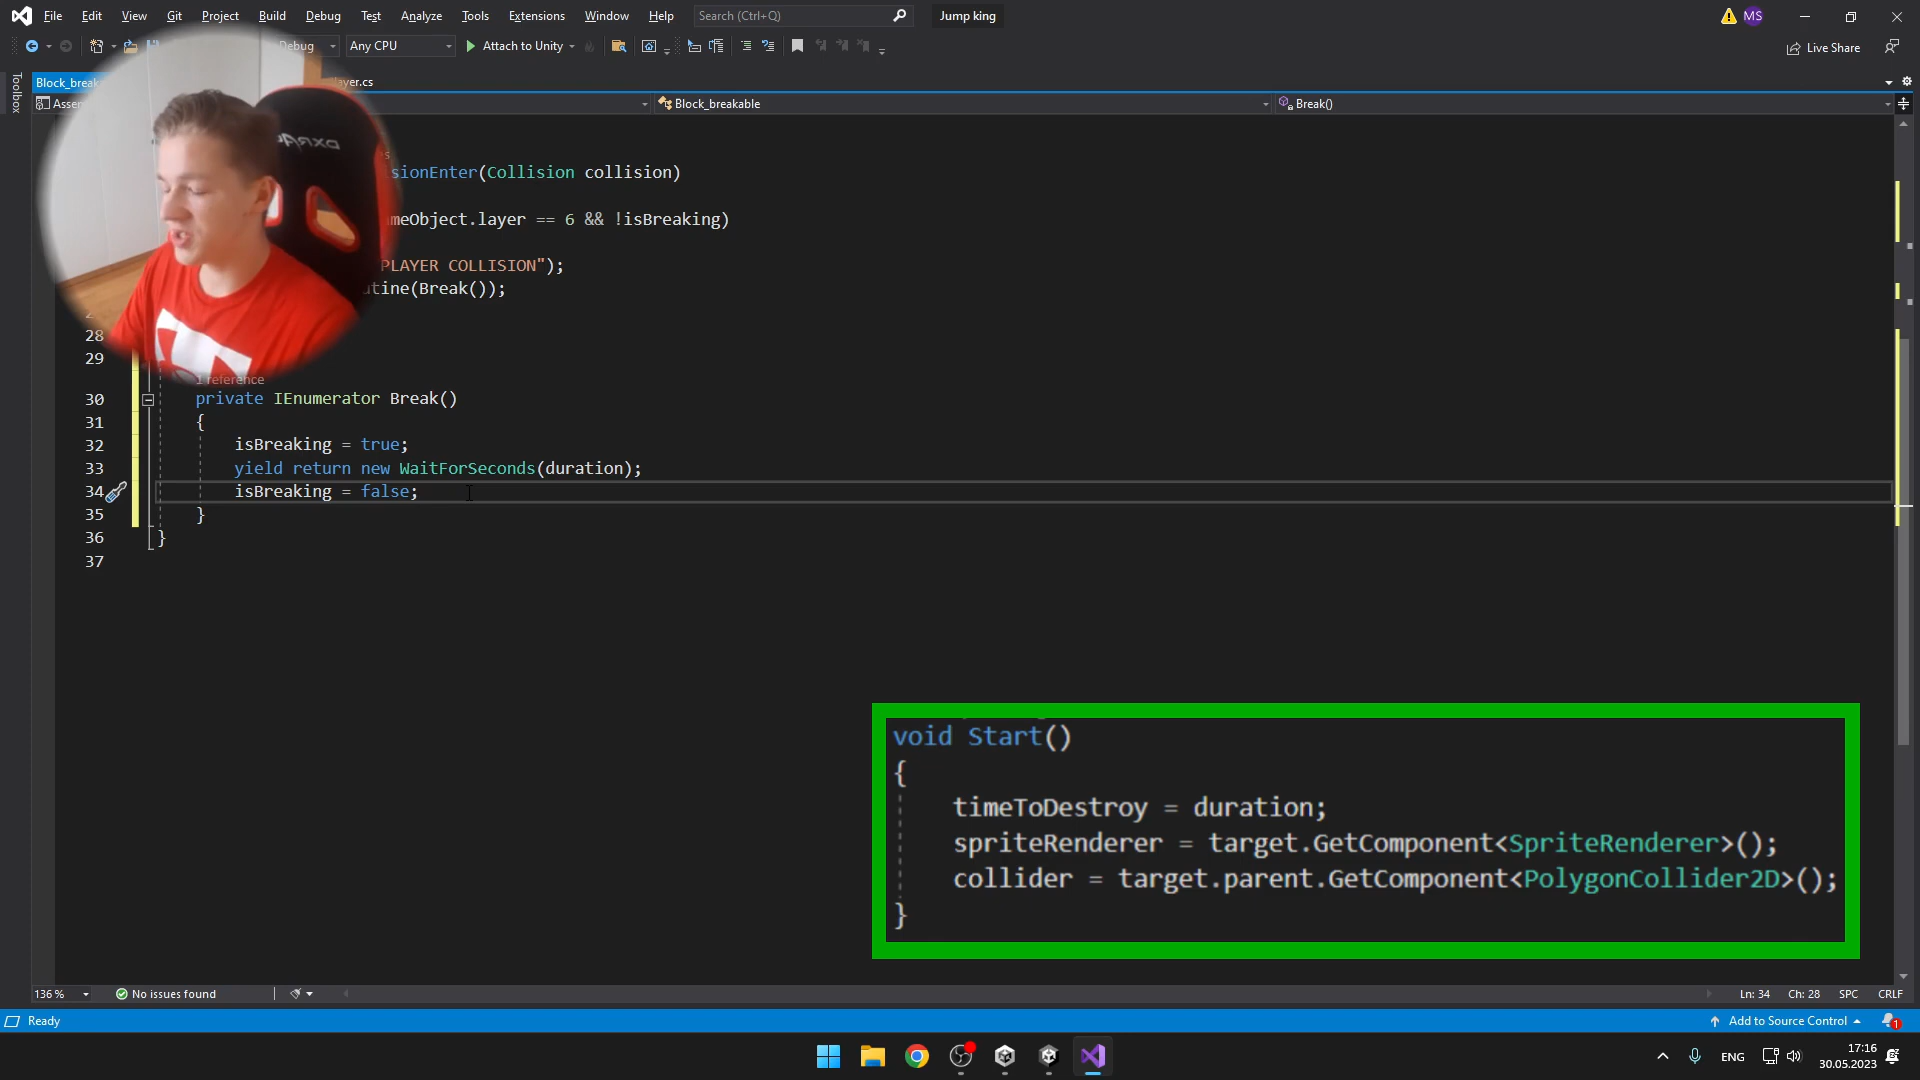 File Edit View Git Project Build Debug Test Analyze Tools Extensions Window Help Search (Ctrl+Q) Jump king MS
Debug Any CPU Attach to Unity Live Share
Toolbox
Block_break ayer.cs
Assem Block_breakable Break()
sionEnter(Collision collision)
meObject.layer == 6 && !isBreaking)
PLAYER COLLISION");
utine(Break());
28
29
1 reference
30 private IEnumerator Break()
31 {
32 isBreaking = true;
33 yield return new WaitForSeconds(duration);
34 isBreaking = false;
35 }
36 }
37
void Start()
{
timeToDestroy = duration;
spriteRenderer = target.GetComponent<SpriteRenderer>();
collider = target.parent.GetComponent<PolygonCollider2D>();
}
136 % No issues found Ln: 34 Ch: 28 SPC CRLF
Ready Add to Source Control 1
ENG 17:16
30.05.2023